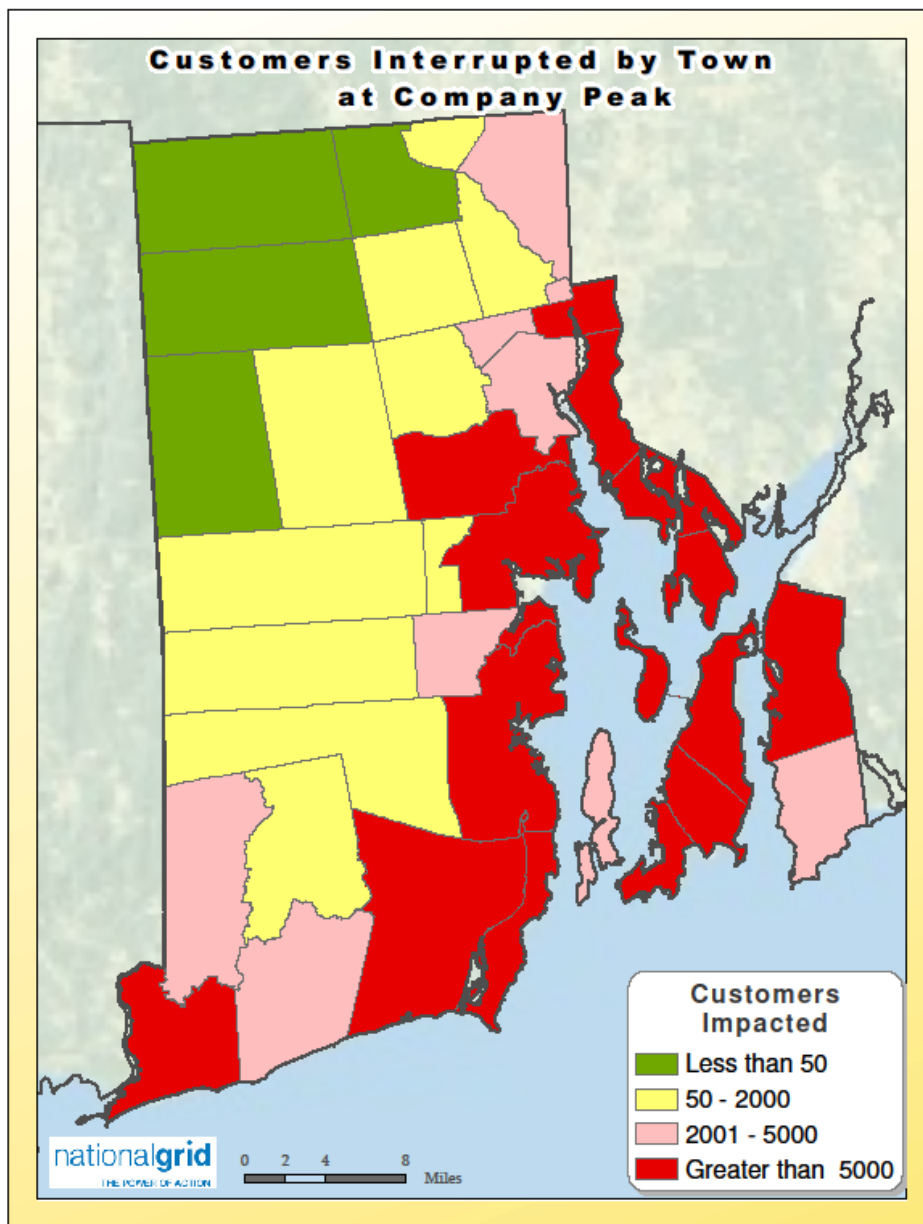 Customers Interrupted by Town
at Company Peak
Customers
Impacted
Less than 50
50 - 2000
2001 - 5000
Greater than 5000
nationalgrid
THE POWER OF ACTION
0 2 4 8
Miles